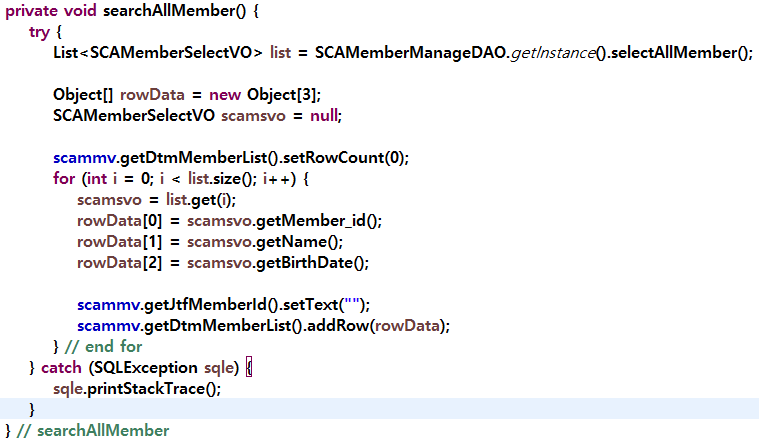 private void searchAllMember() {
try {
List<SCAMemberSelectVO> list = SCAMemberManageDAO.getInstance().selectAllMember();
Object[] rowData = new Object[3];
SCAMemberSelectVO scamsvo = null;
scammv.getDtmMemberList().setRowCount(0);
for (int i = 0; i < list.size(); i++) {
scamsvo = list.get(i);
rowData[0] = scamsvo.getMember_id();
rowData[1] = scamsvo.getName();
rowData[2] = scamsvo.getBirthDate();
scammv.getJtfMemberId().setText("");
scammv.getDtmMemberList().addRow(rowData);
} // end for
} catch (SQLException sqle) {
sqle.printStackTrace();
}
} // searchAllMember